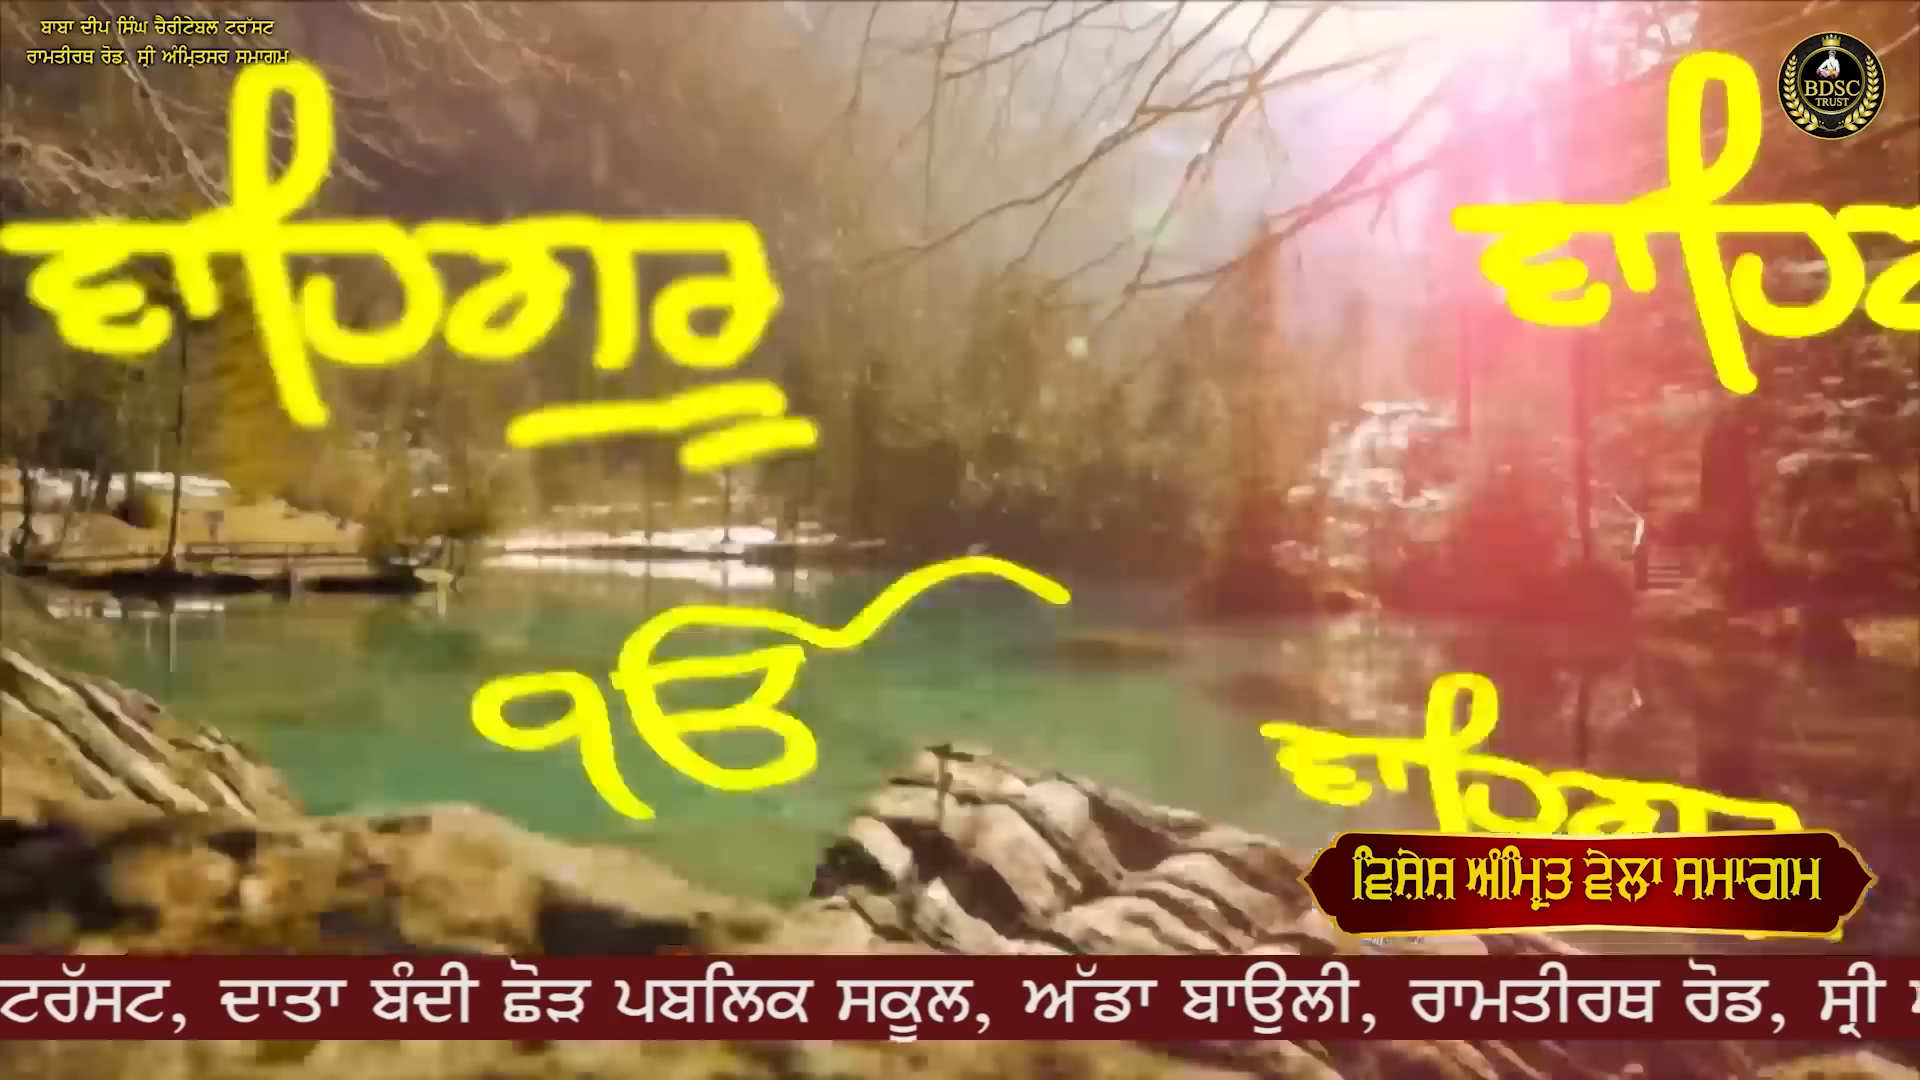 ਬਾਬਾ ਦੀਪ ਸਿੰਘ ਚੈਰੀਟੇਬਲ ਟਰੱਸਟ
ਰਾਮਤੀਰਥ ਰੋਡ, ਸ੍ਰੀ ਅੰਮ੍ਰਿਤਸਰ ਸਮਾਗਮ
BDSC
TRUST
ਵਾਹਿਗੁਰੂ
ਵਾਹਿਗ
ੴ
ਵਾਹਿਗੁਰੂ
ਵਿਸ਼ੇਸ਼ ਅੰਮ੍ਰਿਤ ਵੇਲਾ ਸਮਾਗਮ
ਟਰੱਸਟ, ਦਾਤਾ ਬੰਦੀ ਛੋੜ ਪਬਲਿਕ ਸਕੂਲ, ਅੱਡਾ ਬਾਉਲੀ, ਰਾਮਤੀਰਥ ਰੋਡ, ਸ੍ਰੀ